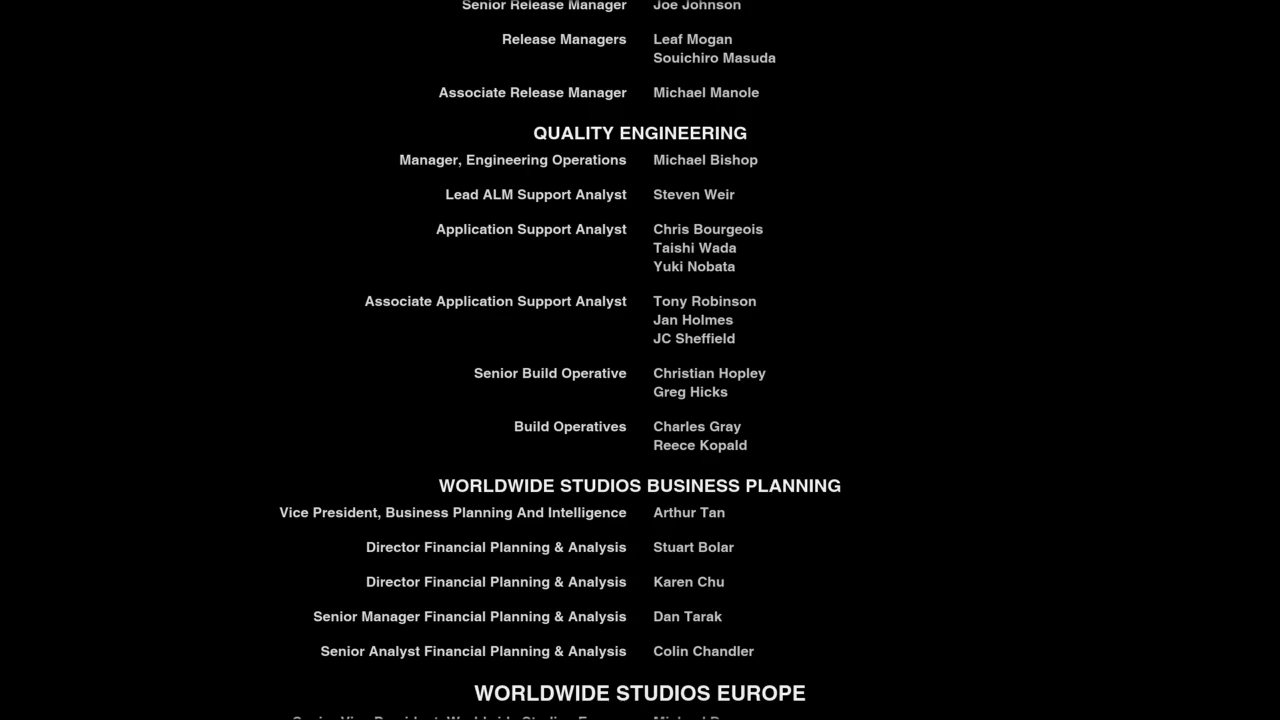 Senior Release Manager Joe Johnson
Release Managers Leaf Mogan
Souichiro Masuda
Associate Release Manager Michael Manole
QUALITY ENGINEERING
Manager, Engineering Operations Michael Bishop
Lead ALM Support Analyst Steven Weir
Application Support Analyst Chris Bourgeois
Taishi Wada
Yuki Nobata
Associate Application Support Analyst Tony Robinson
Jan Holmes
JC Sheffield
Senior Build Operative Christian Hopley
Greg Hicks
Build Operatives Charles Gray
Reece Kopald
WORLDWIDE STUDIOS BUSINESS PLANNING
Vice President, Business Planning And Intelligence Arthur Tan
Director Financial Planning & Analysis Stuart Bolar
Director Financial Planning & Analysis Karen Chu
Senior Manager Financial Planning & Analysis Dan Tarak
Senior Analyst Financial Planning & Analysis Colin Chandler
WORLDWIDE STUDIOS EUROPE